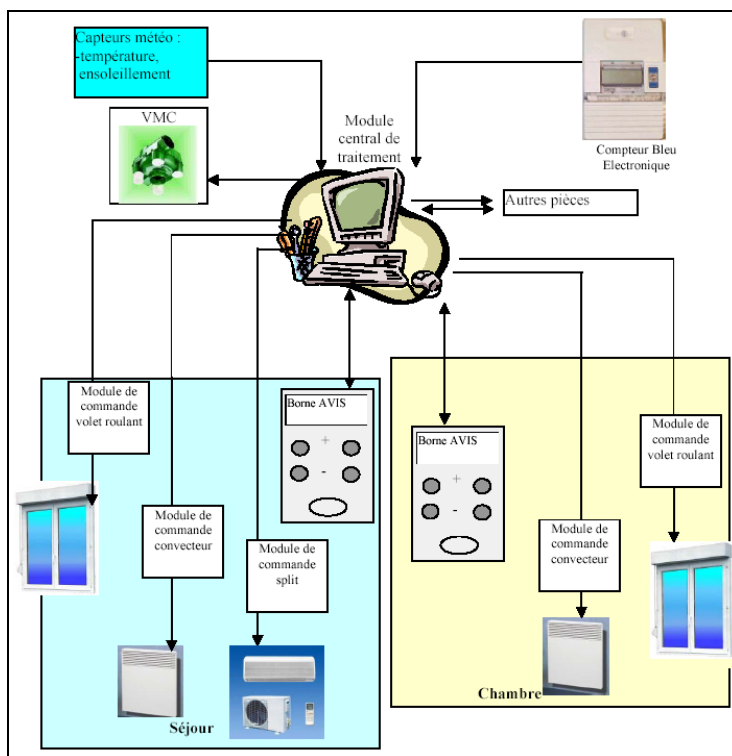 Capteurs météo :
-température,
ensoleillement
VMC
Module
central de
traitement
Compteur Bleu
Electronique
Autres pièces
Module de
commande
volet roulant
Borne AVIS
+
-
Module de
commande
convecteur
Module de
commande
split
Séjour
Borne AVIS
+
-
Module de
commande
volet roulant
Module de
commande
convecteur
Chambre